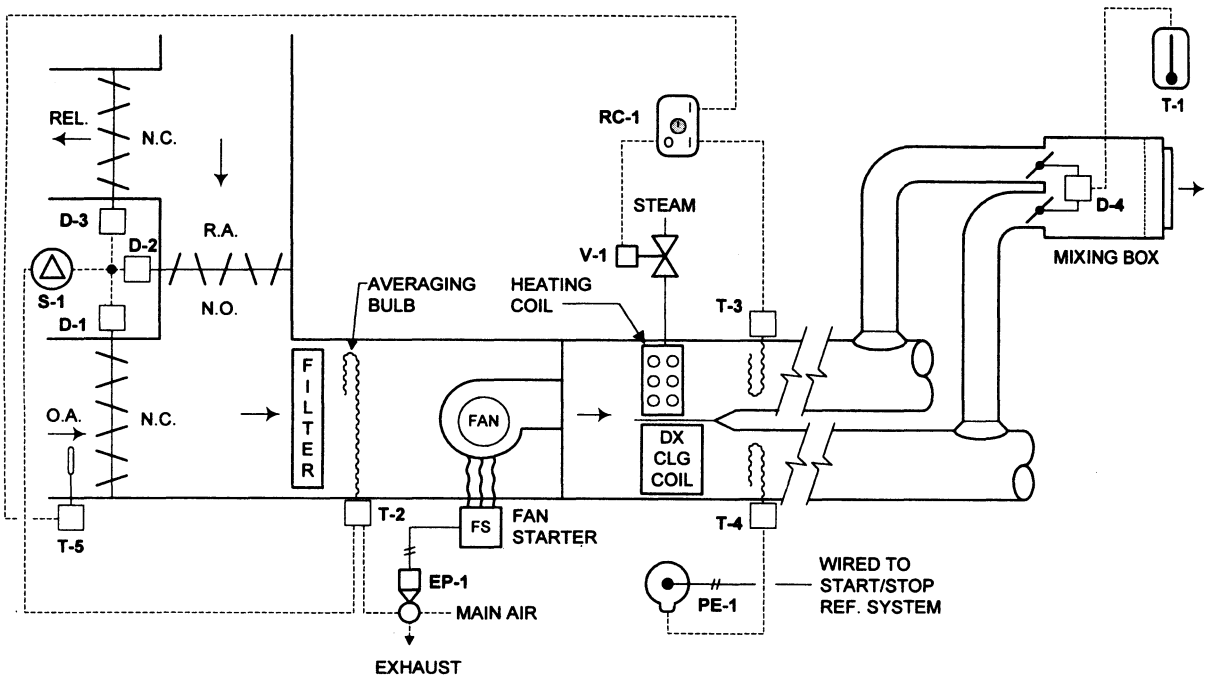 T-1
RC-1
I
O
I
REL.
N.C.
D-3
R.A.
D-2
S-1
N.O.
D-1
STEAM
V-1
D-4
MIXING BOX
AVERAGING
BULB
HEATING
COIL
T-3
FILTER
O.A.
N.C.
FAN
DX
CLG
COIL
T-5
T-2
FS
FAN
STARTER
T-4
EP-1
MAIN AIR
EXHAUST
PE-1
WIRED TO
START/STOP
REF. SYSTEM